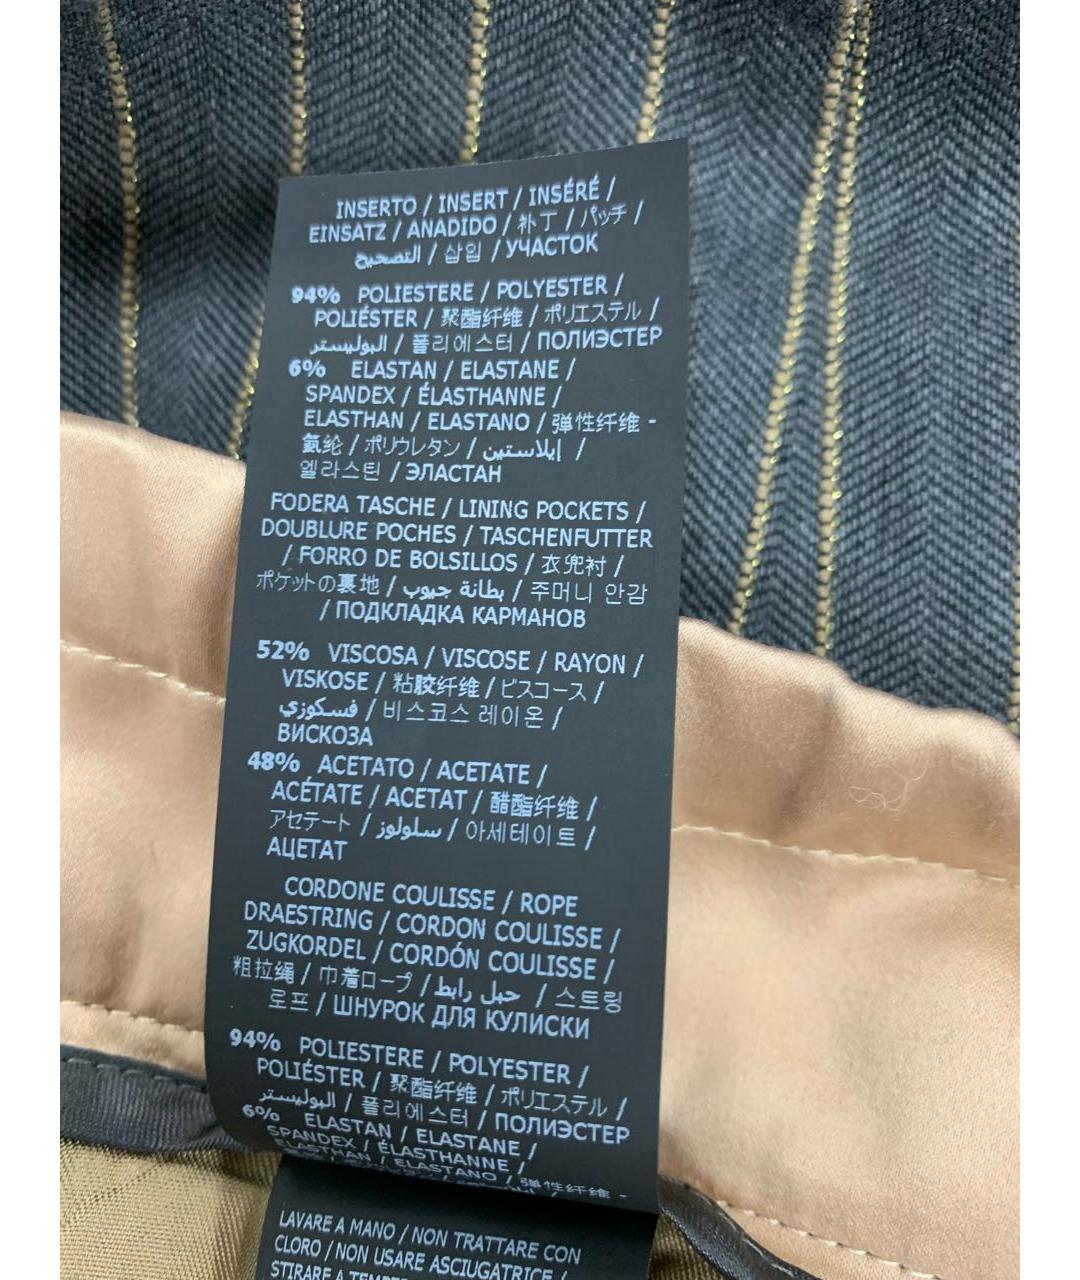 INSERTO / INSERT / INSÉRÉ /
EINSATZ / ANADIDO / 补丁 / パッチ /
التصحيح / 삽입 / УЧАСТОК
94% POLIESTERE / POLYESTER /
POLIÉSTER / 聚酯纤维 / ポリエステル /
البوليستر / 폴리에스터 / ПОЛИЭСТЕР
6% ELASTAN / ELASTANE /
SPANDEX / ÉLASTHANNE /
ELASTHAN / ELASTANO / 弹性纤维 -
氨纶 / ポリウレタン / إيلاستين /
엘라스틴 / ЭЛАСТАН
FODERA TASCHE / LINING POCKETS /
DOUBLURE POCHES / TASCHENFUTTER
/ FORRO DE BOLSILLOS / 衣兜衬 /
ポケットの裏地 / بطانة جيوب / 주머니 안감
/ ПОДКЛАДКА КАРМАНОВ
52% VISCOSA / VISCOSE / RAYON /
VISKOSE / 粘胶纤维 / ビスコース /
فسكوزي / 비스코스 레이온 /
ВИСКОЗА
48% ACETATO / ACETATE /
ACÉTATE / ACETAT / 醋酯纤维 /
アセテート / سلولوز / 아세테이트 /
АЦЕТАТ
CORDONE COULISSE / ROPE
DRAESTRING / CORDON COULISSE /
ZUGKORDEL / CORDÓN COULISSE /
粗拉绳 / 巾着ロープ / حبل رابط / 스트링
로프 / ШНУРОК ДЛЯ КУЛИСКИ
94% POLIESTERE / POLYESTER /
POLIÉSTER / 聚酯纤维 / ポリエステル /
البوليستر / 폴리에스터 / ПОЛИЭСТЕР
6% ELASTAN / ELASTANE /
SPANDEX / ÉLASTHANNE /
ELASTHAN / ELASTANO / 弹性纤维 -
LAVARE A MANO / NON TRATTARE CON
CLORO / NON USARE ASCIUGATRICE /
STIRARE A